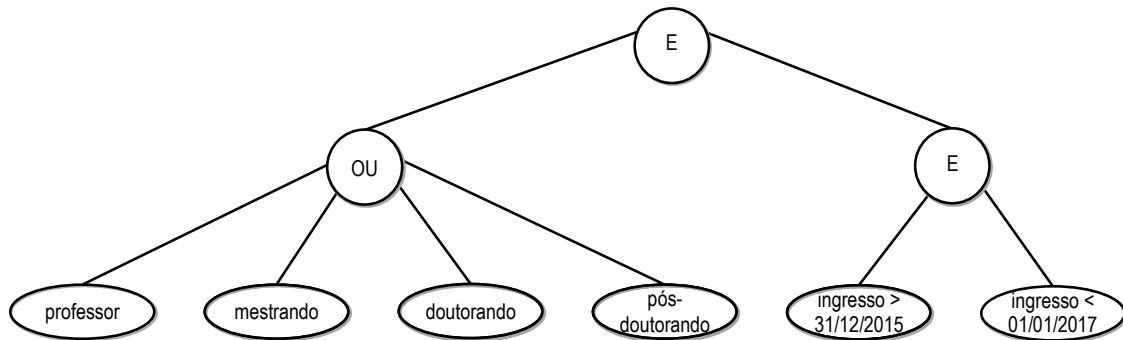 E
OU
E
professor
mestrando
doutorando
pós-
doutorando
ingresso >
31/12/2015
ingresso <
01/01/2017